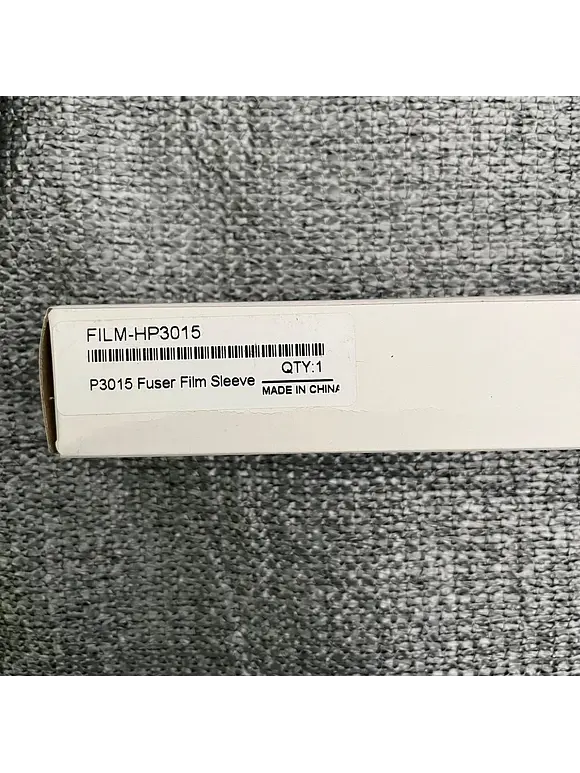 FILM-HP3015
QTY:1
P3015 Fuser Film Sleeve
MADE IN CHINA